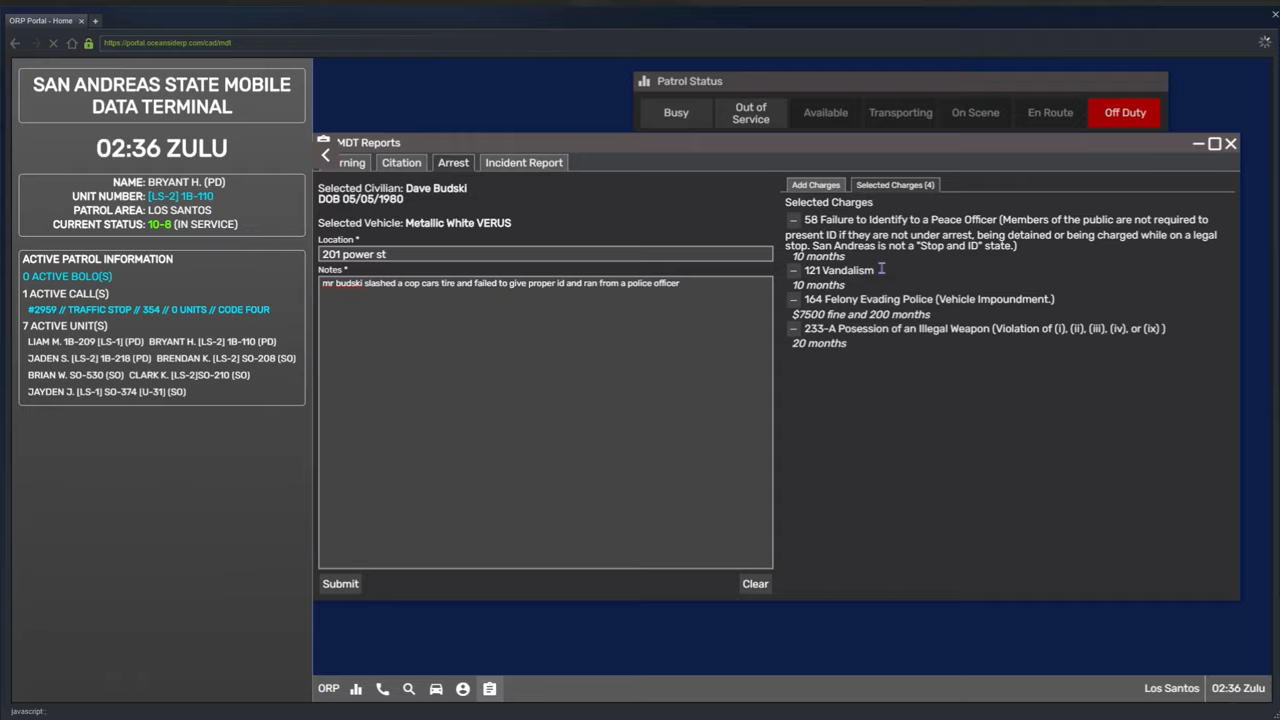 ORP Portal - Home
https://portal.oceansiderp.com/cad/mdt
SAN ANDREAS STATE MOBILE
DATA TERMINAL
02:36 ZULU
NAME: BRYANT H. (PD)
UNIT NUMBER: [LS-2] 1B-110
PATROL AREA: LOS SANTOS
CURRENT STATUS: 10-8 (IN SERVICE)
ACTIVE PATROL INFORMATION
0 ACTIVE BOLO(S)
1 ACTIVE CALL(S)
#2959 // TRAFFIC STOP // 354 // 0 UNITS // CODE FOUR
7 ACTIVE UNIT(S)
LIAM M. 1B-209 [LS-1] (PD) BRYANT H. [LS-2] 1B-110 (PD)
JADEN S. [LS-2] 1B-218 (PD) BRENDAN K. [LS-2] SO-208 (SO)
BRIAN W. SO-530 (SO) CLARK K. [LS-2]SO-210 (SO)
JAYDEN J. [LS-1] SO-374 [U-31] (SO)
Patrol Status
Busy
Out of
Service
Available
Transporting
On Scene
En Route
Off Duty
MDT Reports
rning
Citation
Arrest
Incident Report
Selected Civilian: Dave Budski
DOB 05/05/1980
Selected Vehicle: Metallic White VERUS
Location *
201 power st
Notes *
mr budski slashed a cop cars tire and failed to give proper id and ran from a police officer
Submit
Clear
Add Charges
Selected Charges (4)
Selected Charges
58 Failure to Identify to a Peace Officer (Members of the public are not required to
present ID if they are not under arrest, being detained or being charged while on a legal
stop. San Andreas is not a "Stop and ID" state.)
10 months
121 Vandalism
10 months
164 Felony Evading Police (Vehicle Impoundment.)
$7500 fine and 200 months
233-A Posession of an Illegal Weapon (Violation of (i), (ii), (iii), (iv), or (ix) )
20 months
ORP
Los Santos
02:36 Zulu
javascript:;